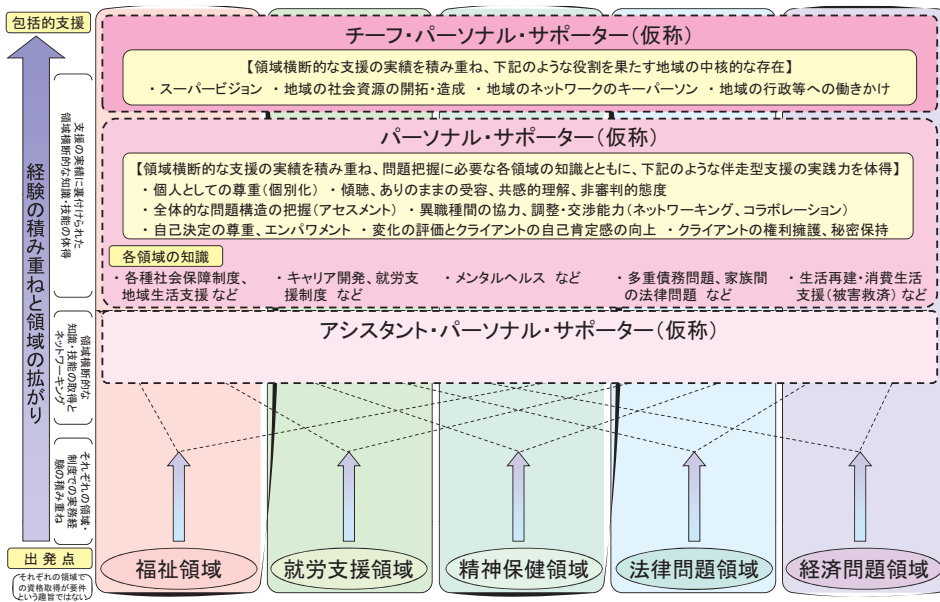 包括的支援
チーフ・パーソナル・サポーター(仮称)
【領域横断的な支援の実績を積み重ね、下記のような役割を果たす地域の中核的な存在】
・スーパービジョン ・地域の社会資源の開拓・造成 ・地域のネットワークのキーパーソン ・地域の行政等への働きかけ
パーソナル・サポーター(仮称)
【領域横断的な支援の実績を積み重ね、問題把握に必要な各領域の知識とともに、下記のような伴走型支援の実践力を体得】
・個人としての尊重(個別化) ・傾聴、ありのままの受容、共感的理解、非審判的態度
・全体的な問題構造の把握(アセスメント) ・異職種間の協力、調整・交渉能力(ネットワーキング、コラボレーション)
・自己決定の尊重、エンパワメント ・変化の評価とクライアントの自己肯定感の向上 ・クライアントの権利擁護、秘密保持
各領域の知識
・各種社会保障制度、
地域生活支援 など
・キャリア開発、就労支
援制度 など
・メンタルヘルス など
・多重債務問題、家族間
の法律問題 など
・生活再建・消費生活
支援(被害救済)など
アシスタント・パーソナル・サポーター(仮称)
経験の積み重ねと領域の拡がり
支援の実績に裏付けられた
領域横断的な知識・技能の体得
領域横断的な
知識・技能の取得と
ネットワーキング
それぞれの領域・
制度での実務経
験の積み重ね
出発点
それぞれの領域で
の資格取得が要件
という趣旨ではない
福祉領域
就労支援領域
精神保健領域
法律問題領域
経済問題領域